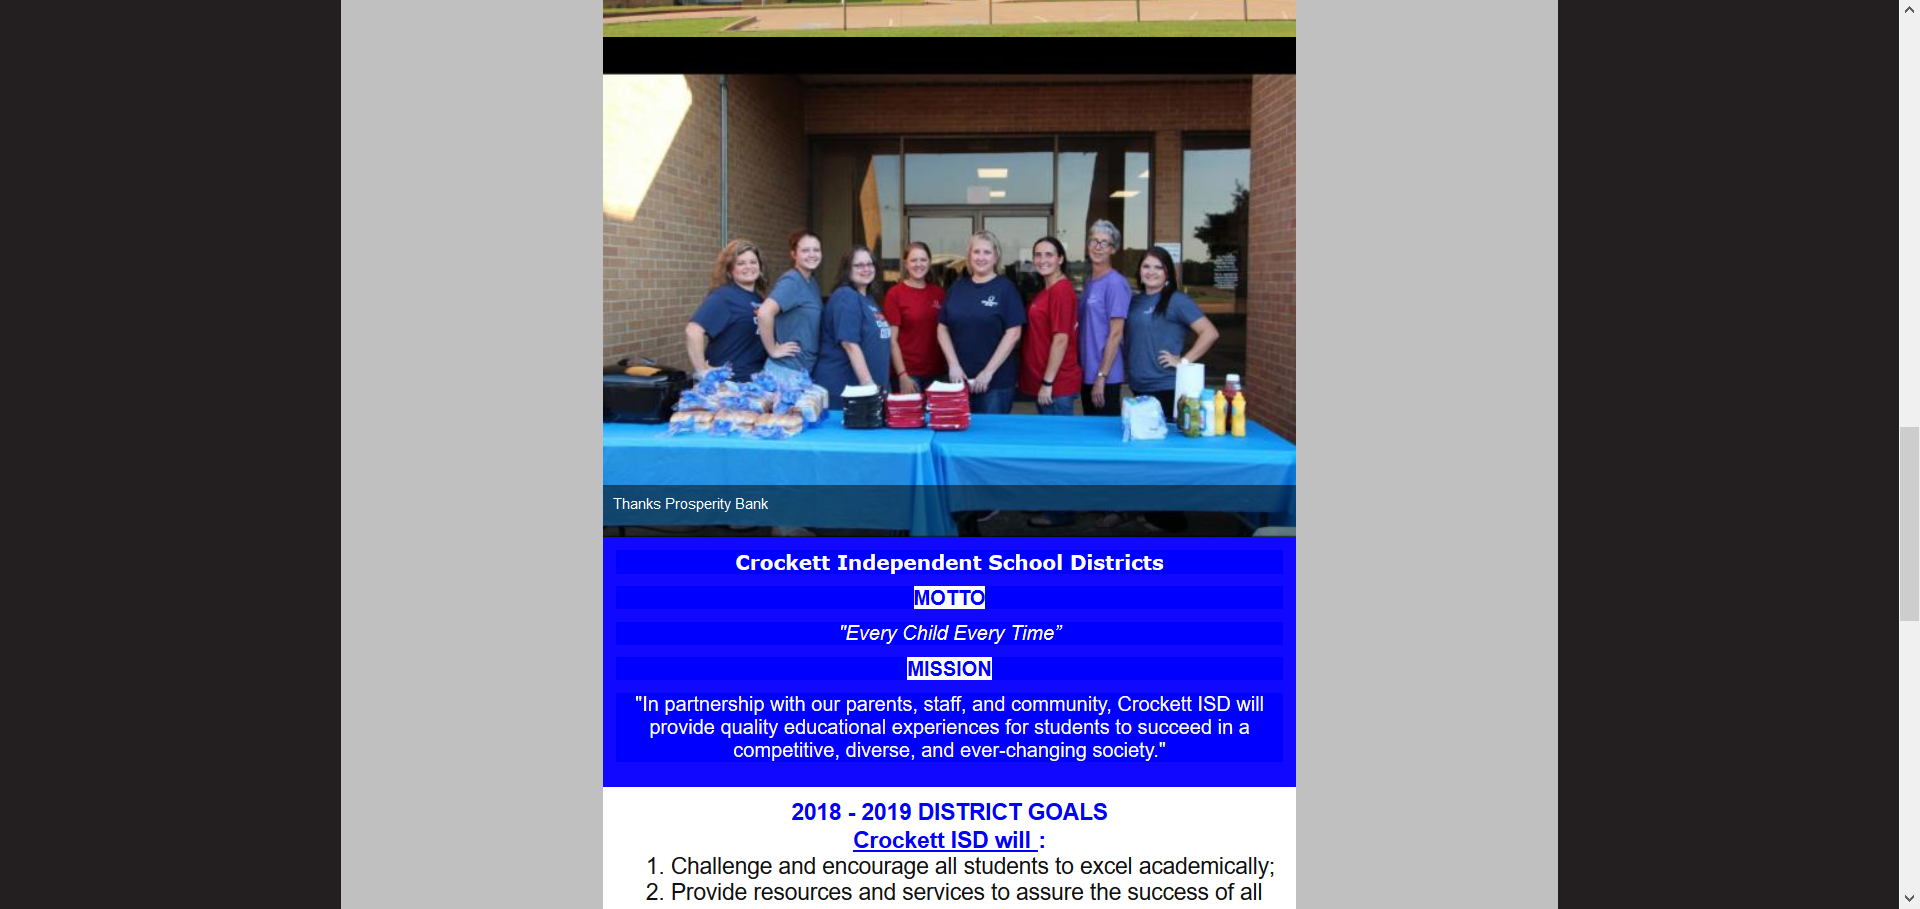 Thanks Prosperity Bank
Crockett Independent School Districts
MOTTO
"Every Child Every Time”
MISSION
"In partnership with our parents, staff, and community, Crockett ISD will
provide quality educational experiences for students to succeed in a
competitive, diverse, and ever-changing society."
2018 - 2019 DISTRICT GOALS
Crockett ISD will :
1. Challenge and encourage all students to excel academically;
2. Provide resources and services to assure the success of all